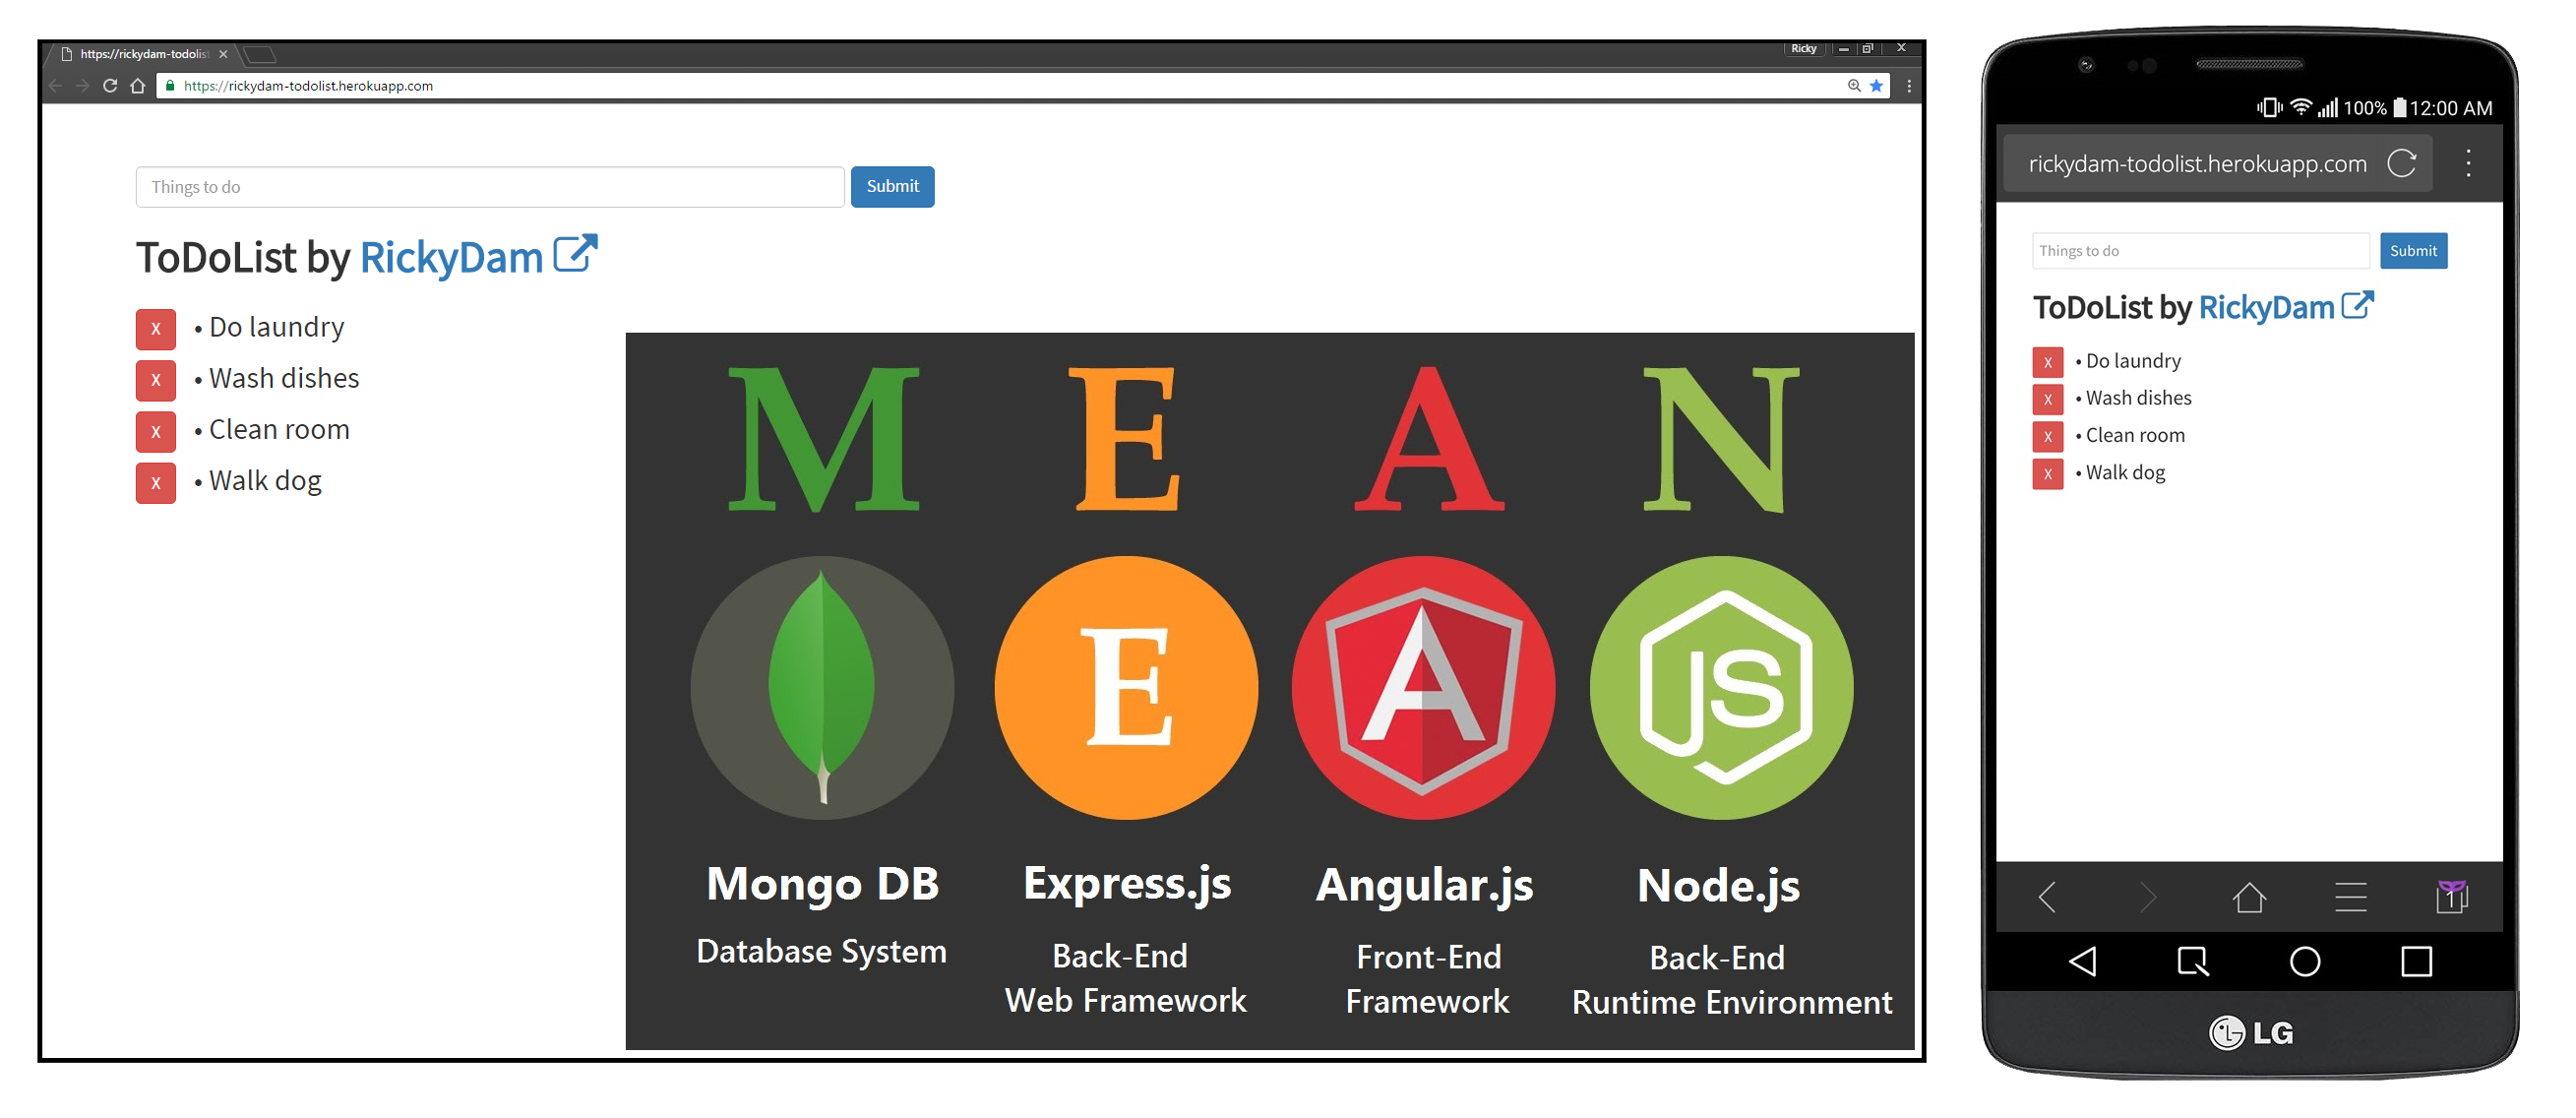 https://rickydam-todolist
Ricky
https://rickydam-todolist.herokuapp.com
Things to do
Submit
ToDoList by RickyDam
X • Do laundry
X • Wash dishes
X • Clean room
X • Walk dog
M E A N
E
A
JS
Mongo DB
Database System
Express.js
Back-End
Web Framework
Angular.js
Front-End
Framework
Node.js
Back-End
Runtime Environment
100% 12:00 AM
rickydam-todolist.herokuapp.com
Things to do
Submit
ToDoList by RickyDam
X • Do laundry
X • Wash dishes
X • Clean room
X • Walk dog
1
LG